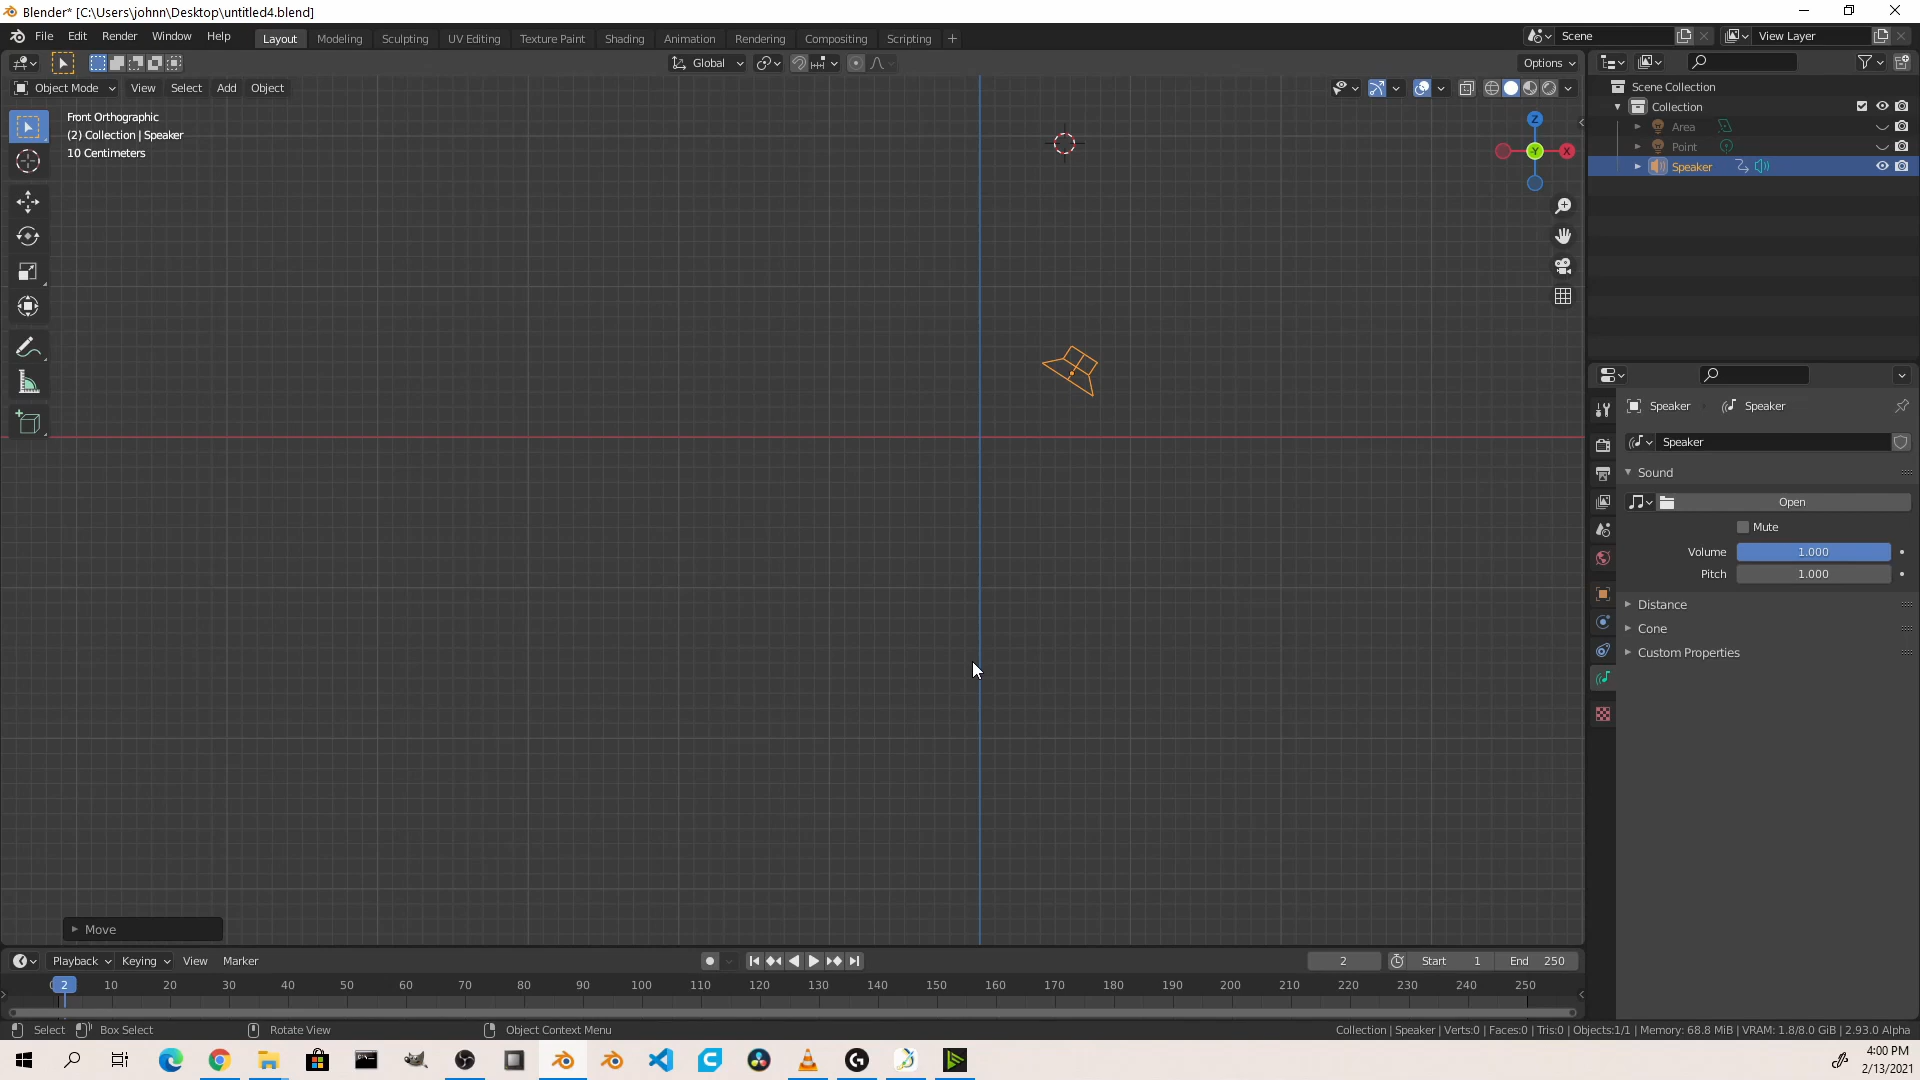 Blender* [C:\Users\johnn\Desktop\untitled4.blend]
File Edit Render Window Help
Layout Modeling Sculpting UV Editing Texture Paint Shading Animation Rendering Compositing Scripting +
Scene
View Layer
Global
Options
Object Mode View Select Add Object
Front Orthographic
(2) Collection | Speaker
10 Centimeters
Z
Y
X
Scene Collection
Collection
Area
Point
Speaker
Speaker Speaker
Speaker
Sound
Open
Mute
Volume 1.000
Pitch 1.000
Distance
Cone
Custom Properties
Move
Playback Keying View Marker
2
Start 1
End 250
2 10 20 30 40 50 60 70 80 90 100 110 120 130 140 150 160 170 180 190 200 210 220 230 240 250
Select Box Select Rotate View Object Context Menu
Collection | Speaker | Verts:0 | Faces:0 | Tris:0 | Objects:1/1 | Memory: 68.8 MiB | VRAM: 1.8/8.0 GiB | 2.93.0 Alpha
4:00 PM
2/13/2021